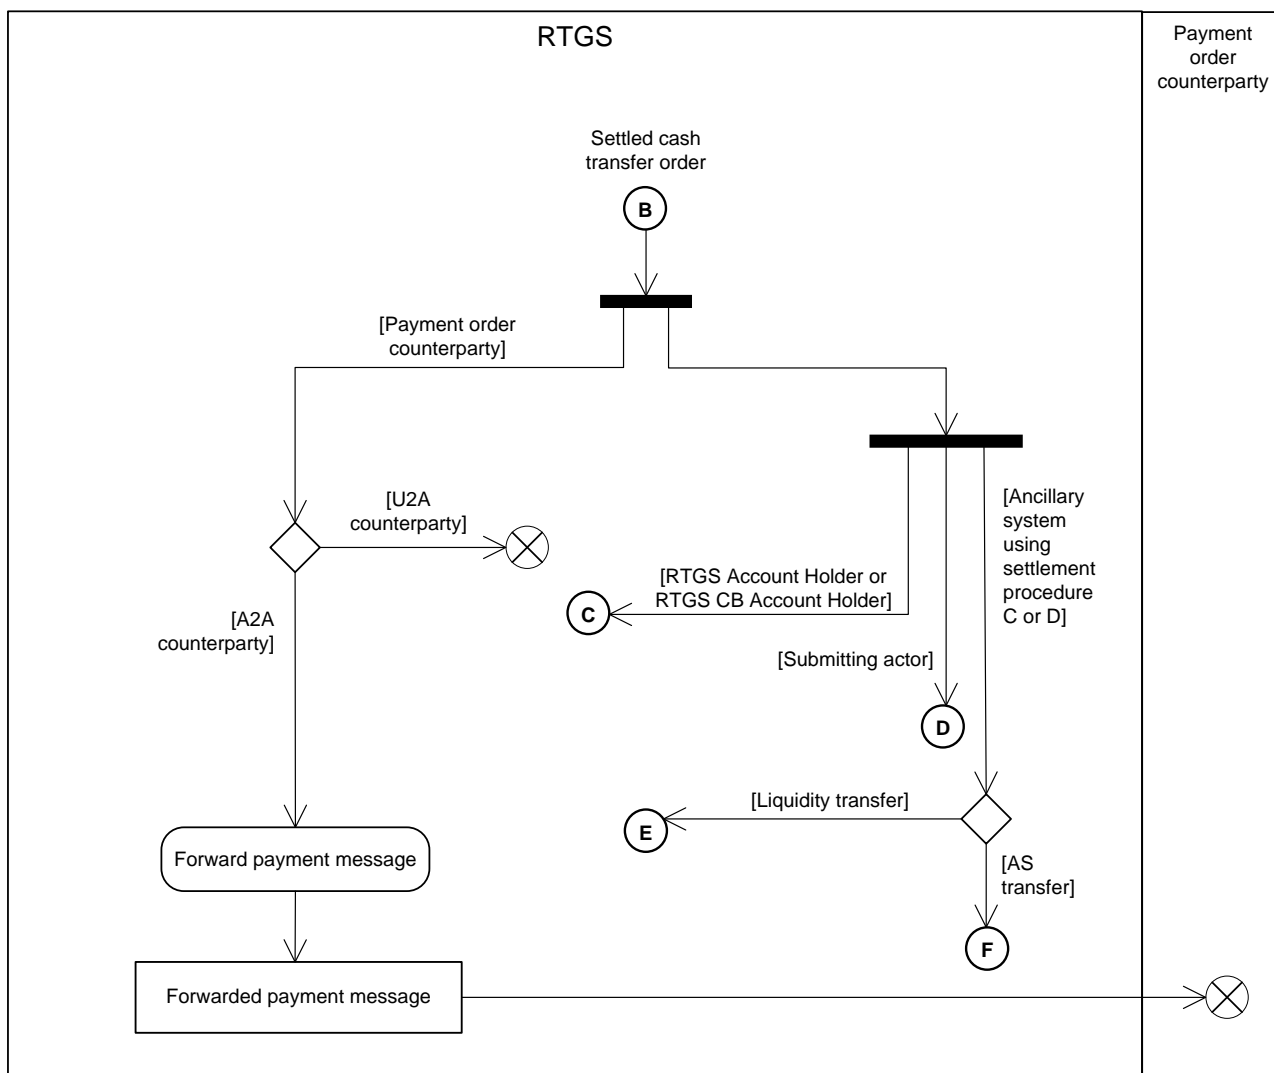 RTGS
Payment
order
counterparty
Settled cash
transfer order
B
[Payment order
counterparty]
[U2A
counterparty]
[Ancillary
system
using
settlement
procedure
C or D]
[RTGS Account Holder or
RTGS CB Account Holder]
C
[A2A
counterparty]
[Submitting actor]
D
[Liquidity transfer]
E
Forward payment message
[AS
transfer]
F
Forwarded payment message